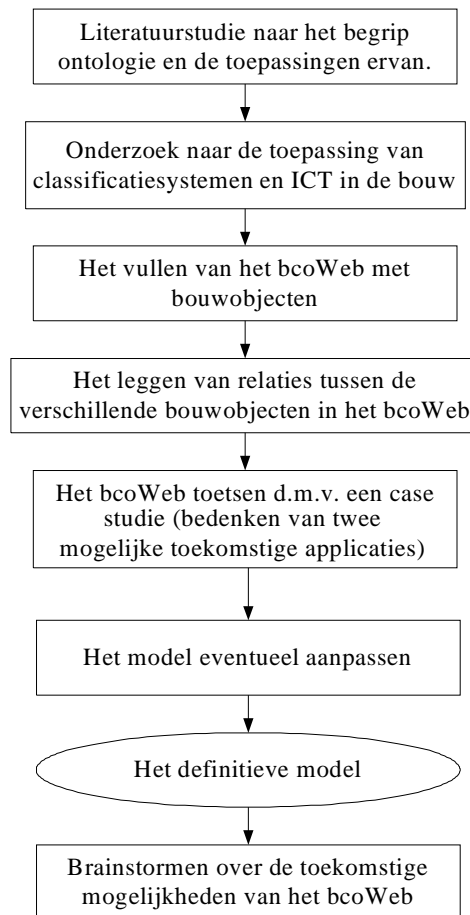 Literatuurstudie naar het begrip
ontologie en de toepassingen ervan.
Onderzoek naar de toepassing van
classificatiesystemen en ICT in de bouw
Het vullen van het bcoWeb met
bouwobjecten
Het leggen van relaties tussen de
verschillende bouwobjecten in het bcoWeb
Het bcoWeb toetsen d.m.v. een case
studie (bedenken van twee
mogelijke toekomstige applicaties)
Het model eventueel aanpassen
Het definitieve model
Brainstormen over de toekomstige
mogelijkheden van het bcoWeb